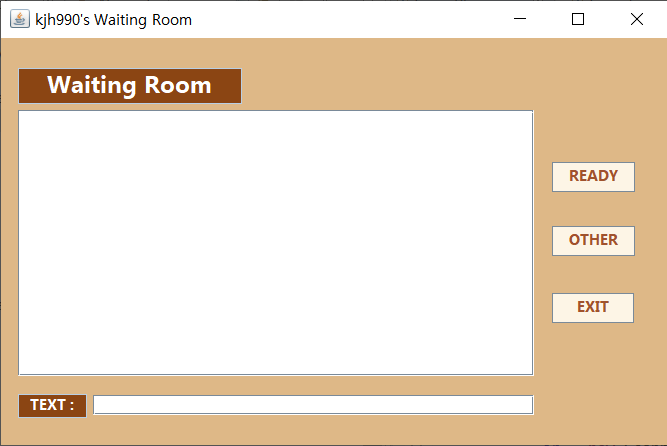 kjh990's Waiting Room
Waiting Room
READY
OTHER
EXIT
TEXT :